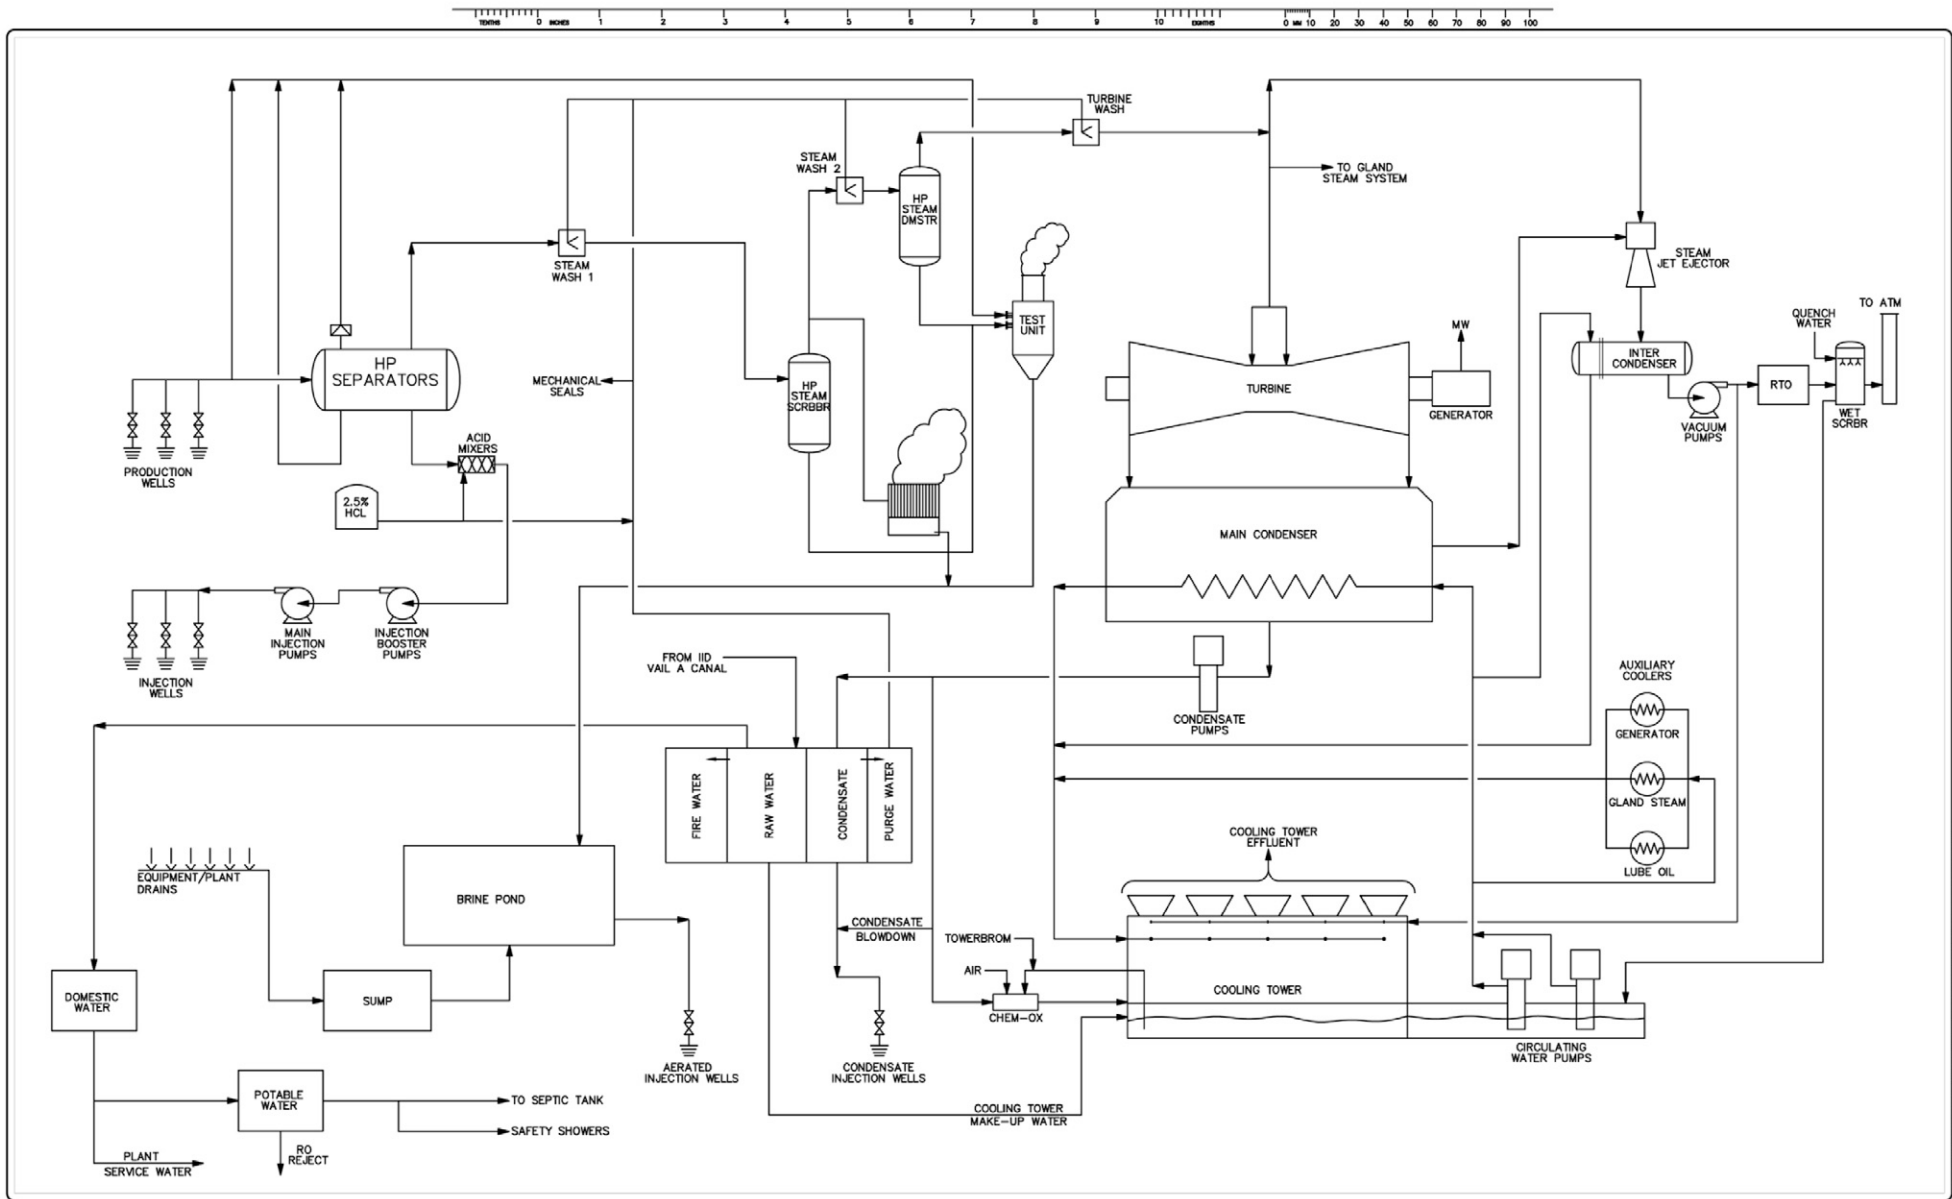 TENTHS 0 INCHES 1 2 3 4 5 6 7 8 9 10 EIGHTHS 0 MM 10 20 30 40 50 60 70 80 90 100
TURBINE
WASH
STEAM
WASH 2
TO GLAND
STEAM SYSTEM
HP
STEAM
DMSTR
STEAM
WASH 1
STEAM
JET EJECTOR
TO ATM
QUENCH
WATER
TEST
UNIT
MW
HP
SEPARATORS
INTER
CONDENSER
MECHANICAL
SEALS
HP
STEAM
SCRBBR
TURBINE
RTO
GENERATOR
WET
SCRBR
VACUUM
PUMPS
ACID
MIXERS
PRODUCTION
WELLS
2.5%
HCL
MAIN CONDENSER
MAIN
INJECTION
PUMPS
INJECTION
BOOSTER
PUMPS
INJECTION
WELLS
FROM IID
VAIL A CANAL
AUXILIARY
COOLERS
CONDENSATE
PUMPS
GENERATOR
FIRE WATER
RAW WATER
CONDENSATE
PURGE WATER
GLAND STEAM
COOLING TOWER
EFFLUENT
LUBE OIL
EQUIPMENT/PLANT
DRAINS
BRINE POND
CONDENSATE
BLOWDOWN
TOWERBROM
AIR
CHEM-OX
COOLING TOWER
DOMESTIC
WATER
SUMP
CIRCULATING
WATER PUMPS
AERATED
INJECTION WELLS
CONDENSATE
INJECTION WELLS
POTABLE
WATER
TO SEPTIC TANK
COOLING TOWER
MAKE-UP WATER
SAFETY SHOWERS
RO
REJECT
PLANT
SERVICE WATER